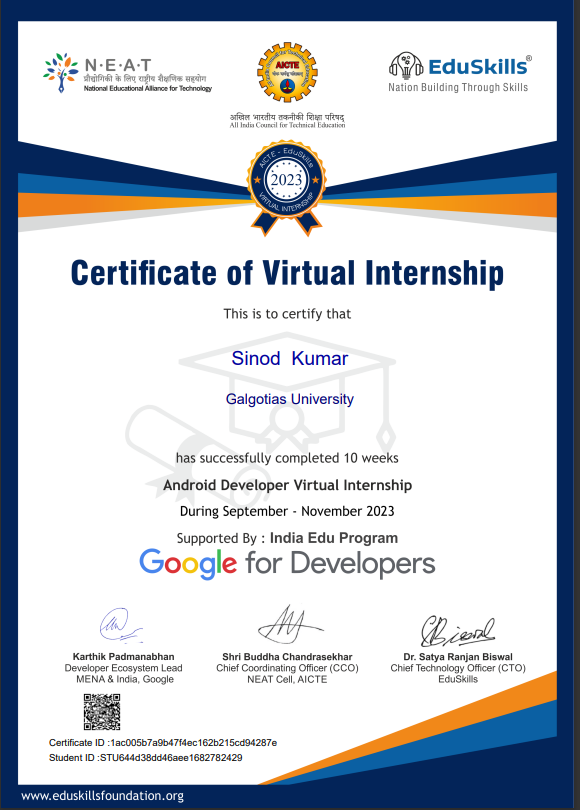 N·E·A·T
प्रौद्योगिकी के लिए राष्ट्रीय शैक्षणिक सहयोग
National Educational Alliance for Technology
AICTE
अखिल भारतीय तकनीकी शिक्षा परिषद्
All India Council for Technical Education
EduSkills®
Nation Building Through Skills
AICTE - EduSkills
2023
VIRTUAL INTERNSHIP
Certificate of Virtual Internship
This is to certify that
Sinod Kumar
Galgotias University
has successfully completed 10 weeks
Android Developer Virtual Internship
During September - November 2023
Supported By : India Edu Program
Google for Developers
Karthik Padmanabhan
Developer Ecosystem Lead
MENA & India, Google
Shri Buddha Chandrasekhar
Chief Coordinating Officer (CCO)
NEAT Cell, AICTE
Dr. Satya Ranjan Biswal
Chief Technology Officer (CTO)
EduSkills
Certificate ID :1ac005b7a9b47f4ec162b215cd94287e
Student ID :STU644d38dd46aee1682782429
www.eduskillsfoundation.org